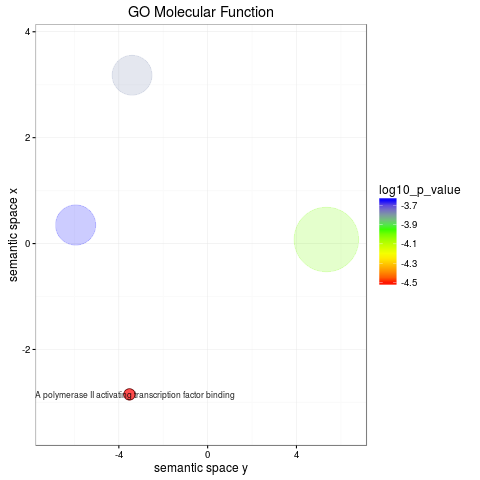 GO Molecular Function
4
2
0
-2
semantic space x
A polymerase II activating transcription factor binding
-4
0
4
semantic space y
log10_p_value
-3.7
-3.9
-4.1
-4.3
-4.5